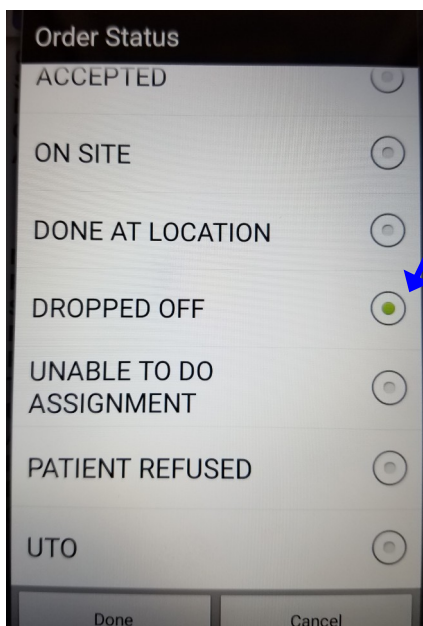 Order Status
ACCEPTED
ON SITE
DONE AT LOCATION
DROPPED OFF
UNABLE TO DO
ASSIGNMENT
PATIENT REFUSED
UTO
Done
Cancel